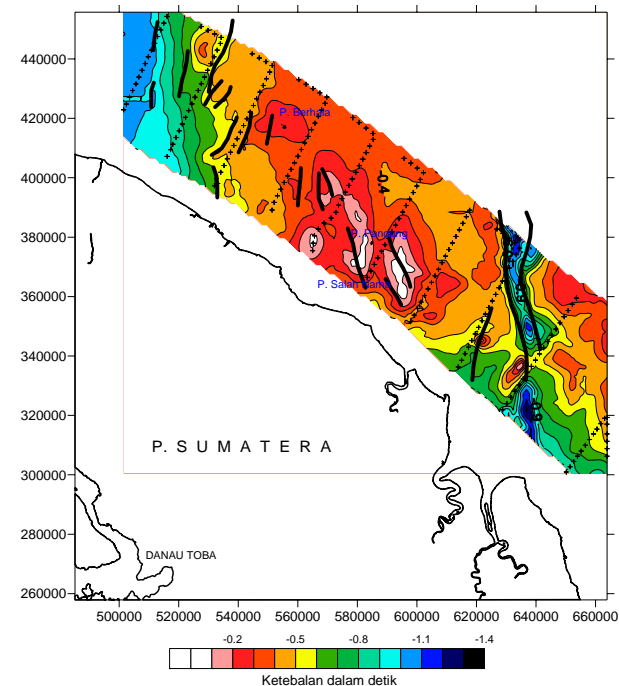 440000
420000
400000
380000
360000
340000
320000
300000
280000
260000
P. Berhala
-0.4
P. Pandang
P. Salah Nama
P. S U M A T E R A
DANAU TOBA
500000 520000 540000 560000 580000 600000 620000 640000 660000
-0.2 -0.5 -0.8 -1.1 -1.4
Ketebalan dalam detik